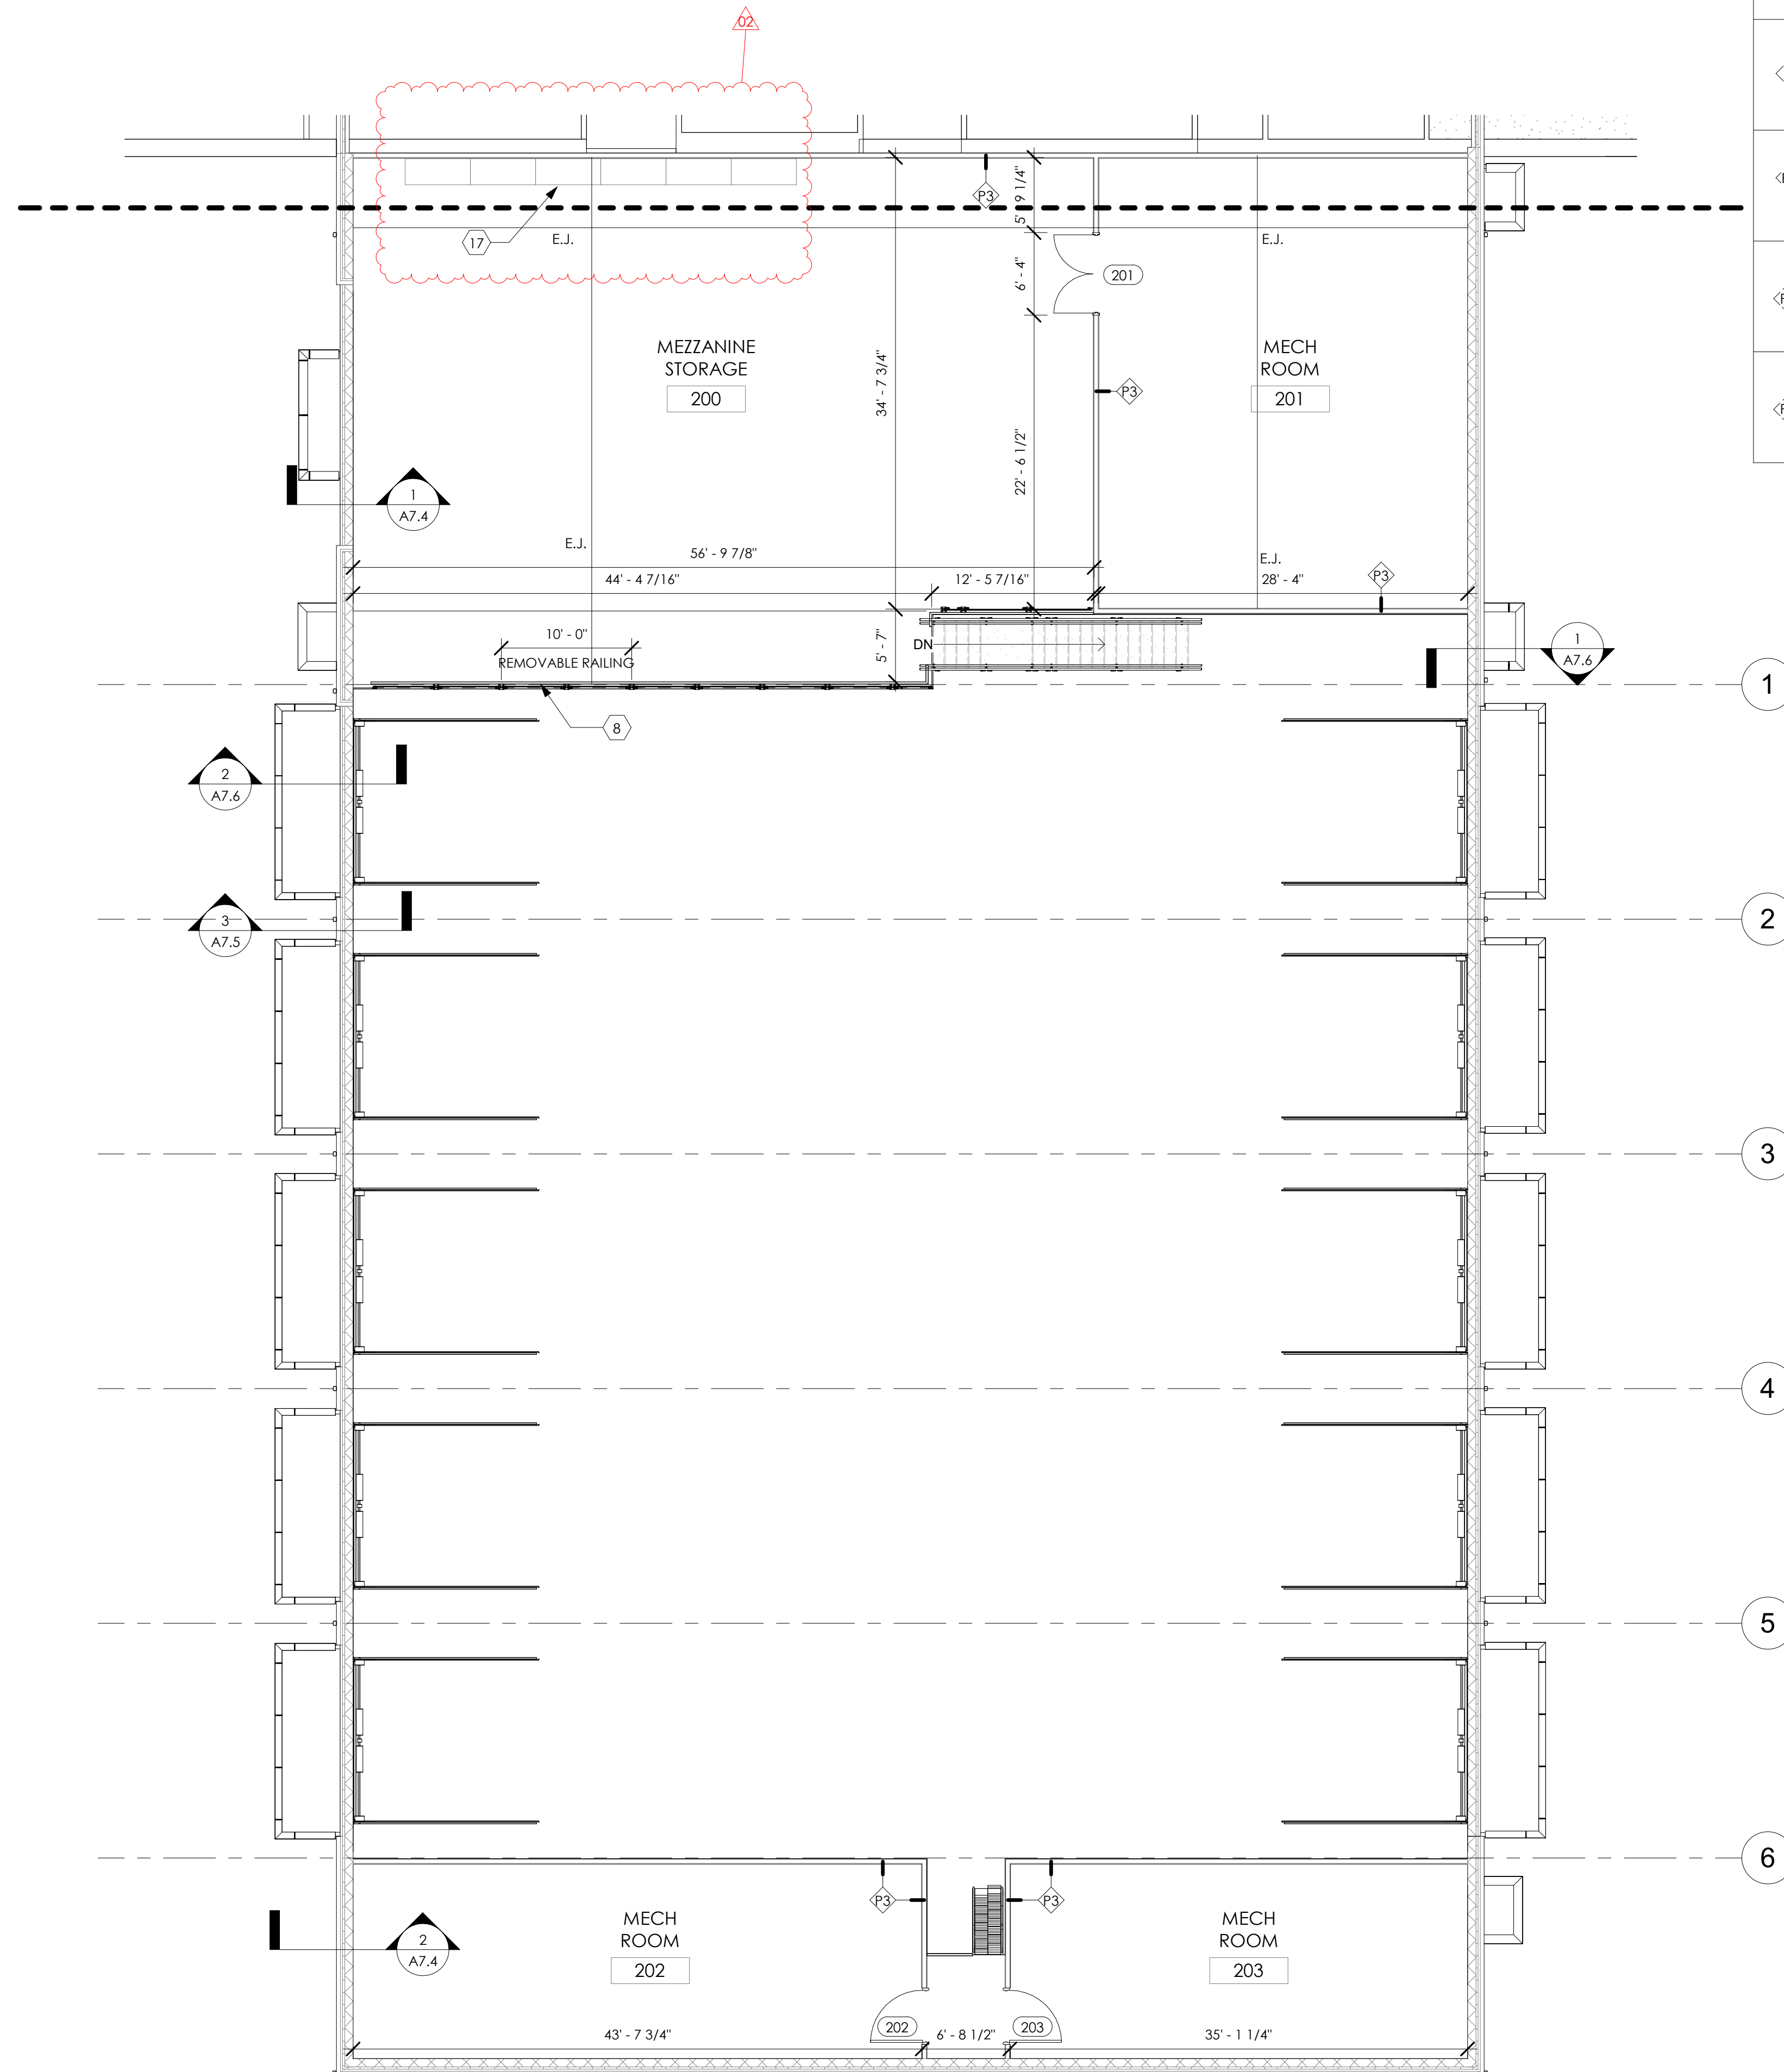 02
P3
5' - 9 1/4"
17
E.J.
E.J.
6' - 4"
201
MEZZANINE
STORAGE
200
34' - 7 3/4"
MECH
ROOM
201
P3
22' - 6 1/2"
1
A7.4
E.J.
56' - 9 7/8"
E.J.
44' - 4 7/16"
12' - 5 7/16"
28' - 4"
P3
10' - 0"
REMOVABLE RAILING
5' - 7"
DN
1
A7.6
1
8
2
A7.6
2
3
A7.5
3
4
5
6
P3
P3
MECH
ROOM
202
MECH
ROOM
203
2
A7.4
202
203
43' - 7 3/4"
6' - 8 1/2"
35' - 1 1/4"